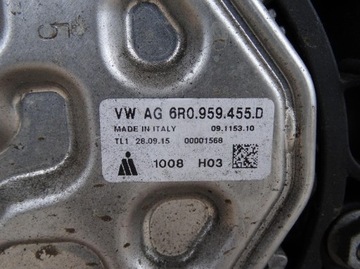 VW AG 6R0.959.455.D
MADE IN ITALY 09.1153.10
TL1 28.09.15 00001568
1008 H03